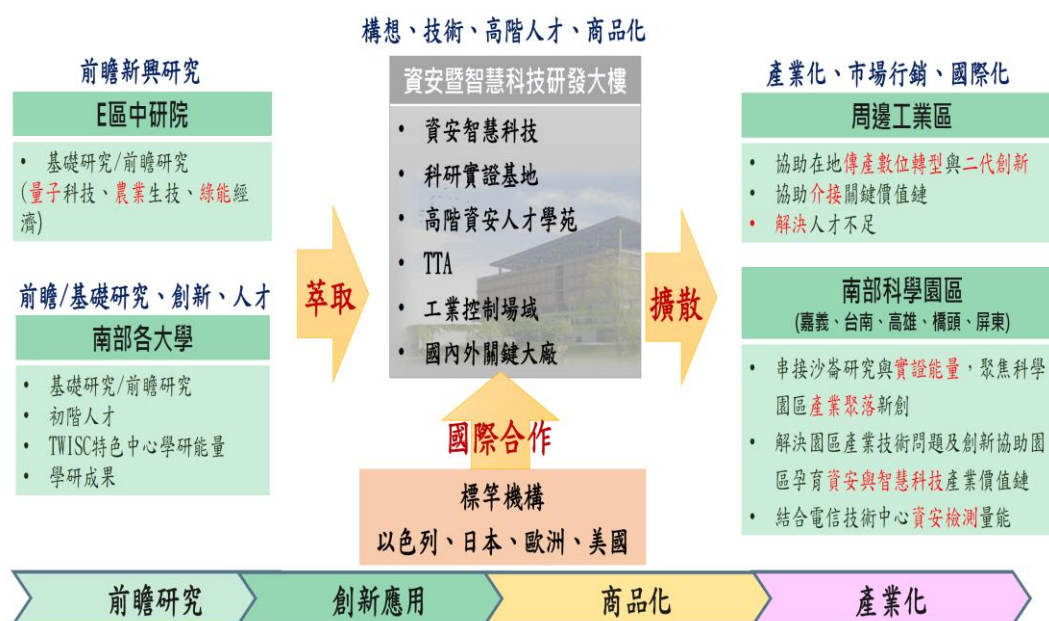 前瞻新興研究
E區中研院
• 基礎研究/前瞻研究
(量子科技、農業生技、綠能經
濟)
前瞻/基礎研究、創新、人才
南部各大學
• 基礎研究/前瞻研究
• 初階人才
• TWISC特色中心學研能量
• 學研成果
萃取
構想、技術、高階人才、商品化
資安暨智慧科技研發大樓
• 資安智慧科技
• 科研實證基地
• 高階資安人才學苑
• TTA
• 工業控制場域
• 國內外關鍵大廠
國際合作
標竿機構
以色列、日本、歐洲、美國
擴散
產業化、市場行銷、國際化
周邊工業區
• 協助在地傳產數位轉型與二代創新
• 協助介接關鍵價值鏈
• 解決人才不足
南部科學園區
(嘉義、台南、高雄、橋頭、屏東)
• 串接沙崙研究與實證能量，聚焦科學
園區產業聚落新創
• 解決園區產業技術問題及創新協助園
區孕育資安與智慧科技產業價值鏈
• 結合電信技術中心資安檢測量能
前瞻研究
創新應用
商品化
產業化